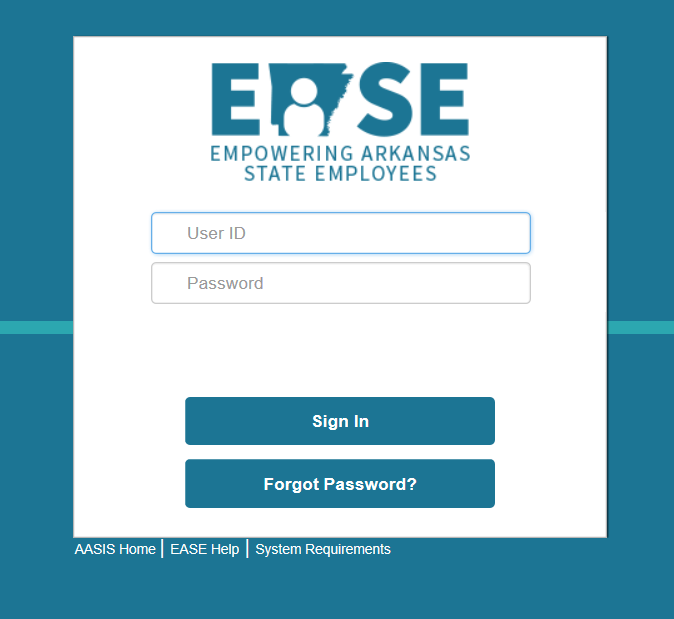 EASE
EMPOWERING ARKANSAS
STATE EMPLOYEES
User ID
Password
Sign In
Forgot Password?
AASIS Home | EASE Help | System Requirements